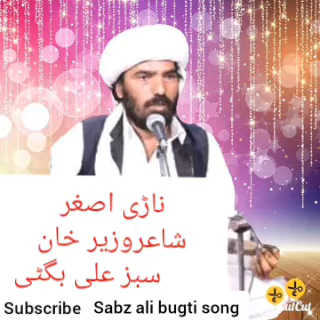 ناڑی اصغر
شاعروزیر خان
سبز علی بگٹی
Subscribe Sabz ali bugti song